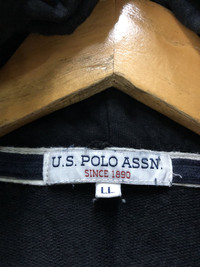 U.S. POLO ASSN.
SINCE 1890
LL